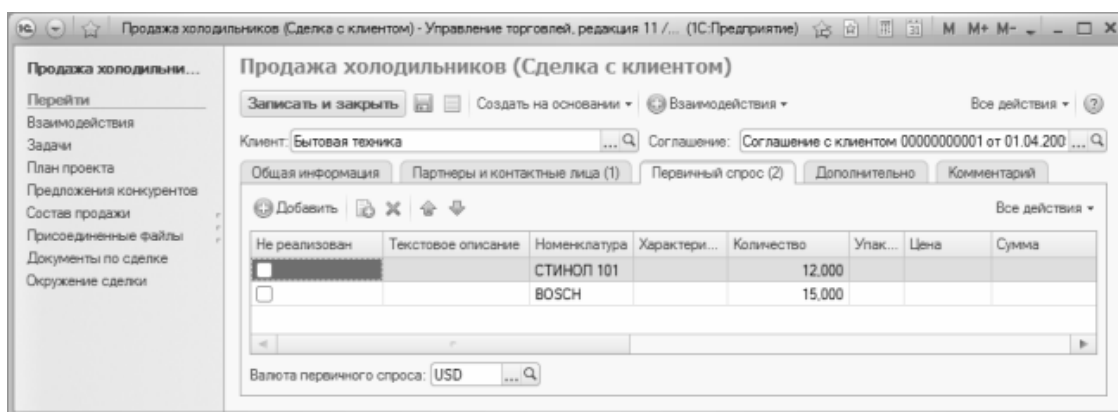 Продажа холодильников (Сделка с клиентом) - Управление торговлей, редакция 11 /... (1С:Предприятие) 31 M M+ M-
Продажа холодильни...
Перейти
Взаимодействия
Задачи
План проекта
Предложения конкурентов
Состав продажи
Присоединенные файлы
Документы по сделке
Окружение сделки
Продажа холодильников (Сделка с клиентом)
Записать и закрыть Создать на основании Взаимодействия Все действия ?
Клиент: Бытовая техника ... Соглашение: Соглашение с клиентом 00000000001 от 01.04.200 ...
Общая информация Партнеры и контактные лица (1) Первичный спрос (2) Дополнительно Комментарий
Добавить Все действия
Не реализован Текстовое описание Номенклатура Характери... Количество Упак... Цена Сумма
СТИНОЛ 101 12,000
BOSCH 15,000
Валюта первичного спроса: USD ...